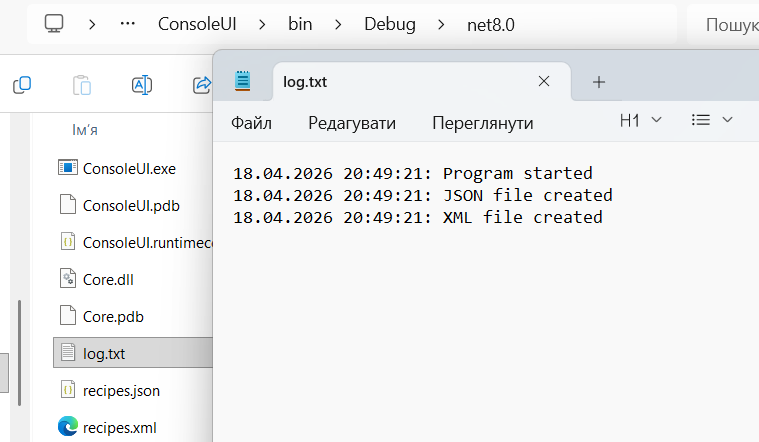 ConsoleUI > bin > Debug > net8.0
Пошук
log.txt
Файл Редагувати Переглянути H1
Ім'я
ConsoleUI.exe
ConsoleUI.pdb
ConsoleUI.runtimeco
Core.dll
Core.pdb
log.txt
recipes.json
recipes.xml
18.04.2026 20:49:21: Program started
18.04.2026 20:49:21: JSON file created
18.04.2026 20:49:21: XML file created